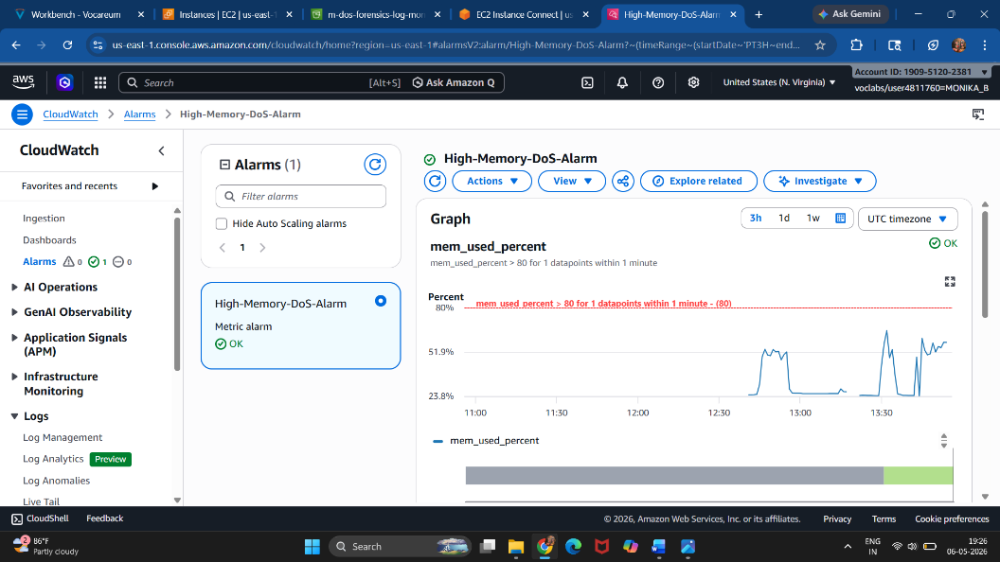 Workbench - Vocareum
Instances | EC2 | us-east-1
m-dos-forensics-log-mon
EC2 Instance Connect | us
High-Memory-DoS-Alarm
Ask Gemini
us-east-1.console.aws.amazon.com/cloudwatch/home?region=us-east-1#alarmsV2:alarm/High-Memory-DoS-Alarm?~(timeRange~(startDate~'PT3H~end...
aws
Search [Alt+S] Ask Amazon Q
United States (N. Virginia)
Account ID: 1909-5120-2381
voclabs/user4811760=MONIKA_B
CloudWatch > Alarms > High-Memory-DoS-Alarm
CloudWatch
Favorites and recents
Ingestion
Dashboards
Alarms 0 1 0
AI Operations
GenAI Observability
Application Signals
(APM)
Infrastructure
Monitoring
Logs
Log Management
Log Analytics Preview
Log Anomalies
Live Tail
Alarms (1)
Filter alarms
Hide Auto Scaling alarms
1
High-Memory-DoS-Alarm
Metric alarm
OK
High-Memory-DoS-Alarm
Actions View Explore related Investigate
Graph
3h 1d 1w UTC timezone
mem_used_percent
OK
mem_used_percent > 80 for 1 datapoints within 1 minute
Percent
mem_used_percent > 80 for 1 datapoints within 1 minute - (80)
80%
51.9%
23.8%
11:00 11:30 12:00 12:30 13:00 13:30
mem_used_percent
CloudShell Feedback
© 2026, Amazon Web Services, Inc. or its affiliates. Privacy Terms Cookie preferences
2
86°F
Partly cloudy
Search
ENG
IN
19:26
06-05-2026